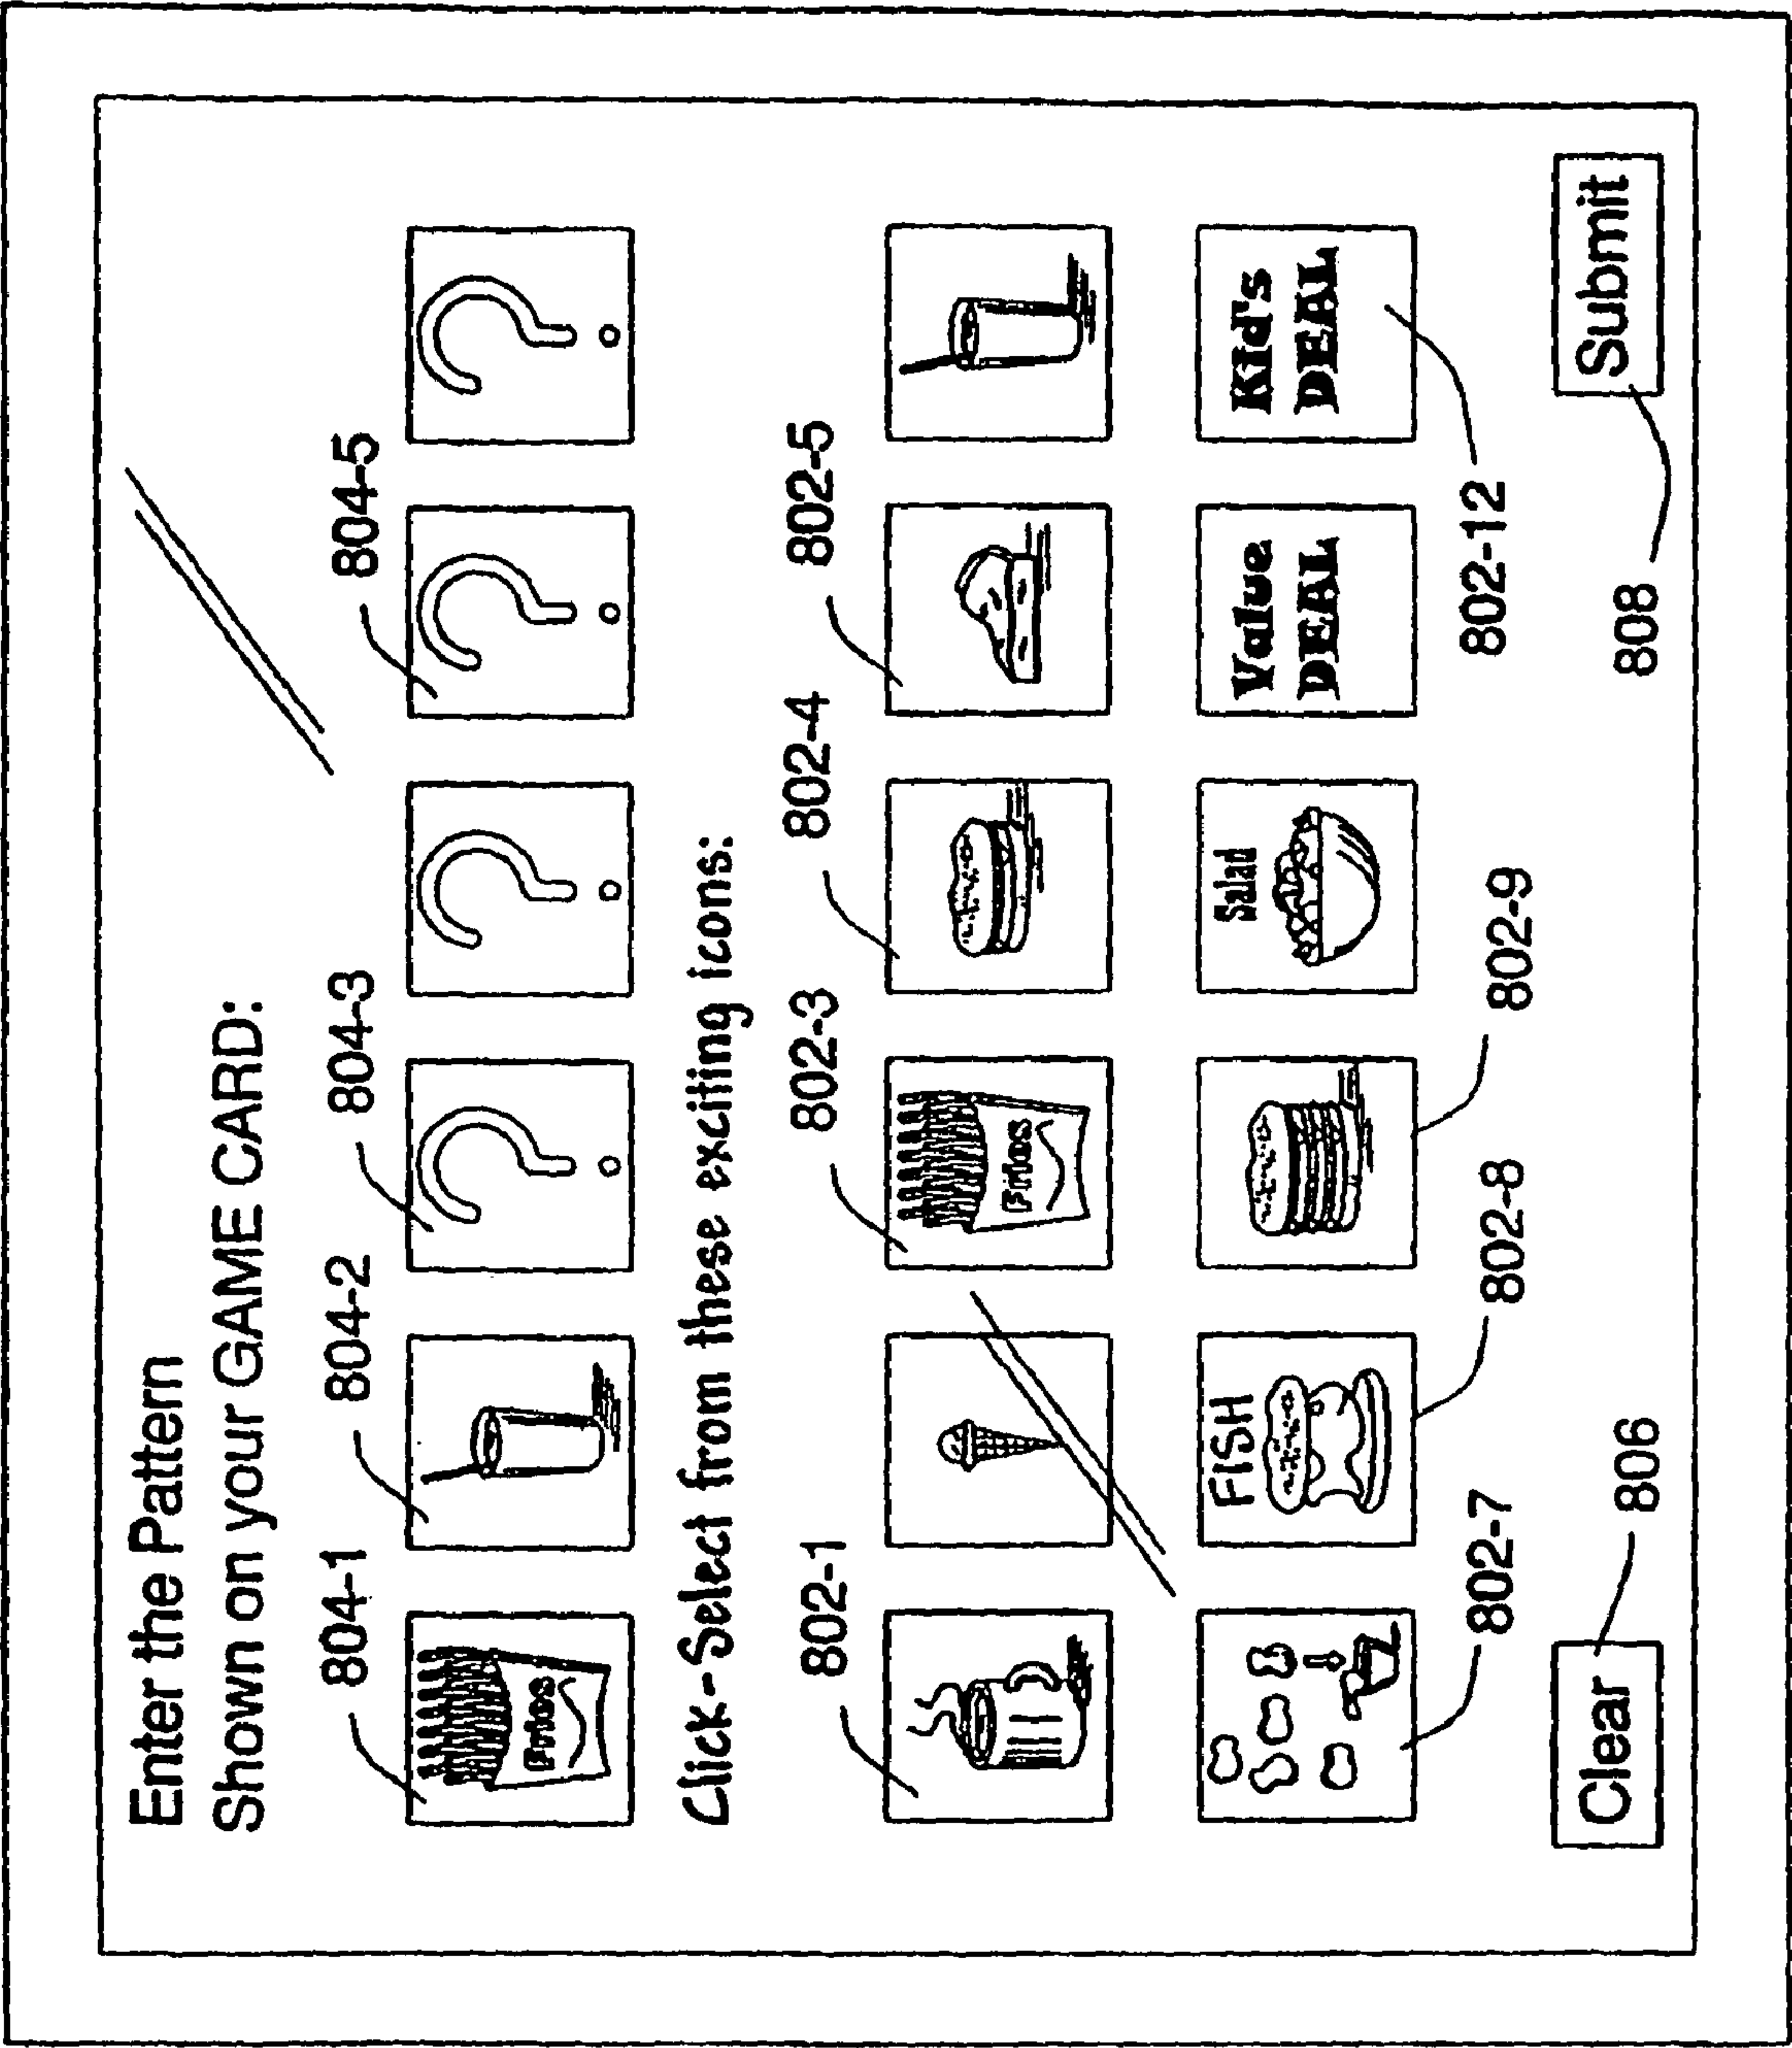 Enter the Pattern
Shown on your GAME CARD:
804-1
804-2
804-3
804-5
Fries
Click-Select from these exciting icons:
802-1
802-3
802-4
802-5
Fries
FISH
Salad
Value
DEAL
Kid's
DEAL
802-7
802-8
802-9
802-12
Clear
806
808
Submit